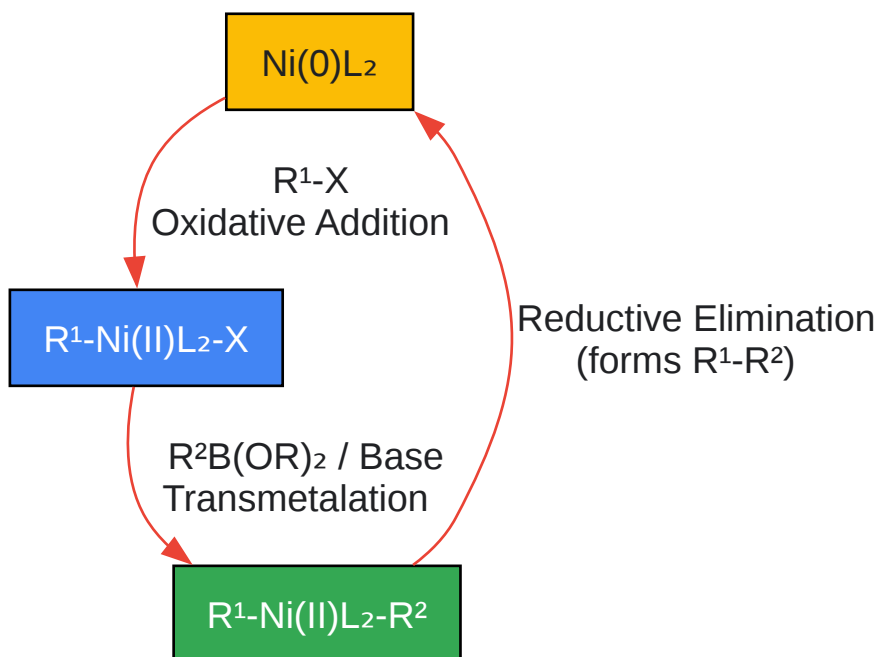 Ni(0)L₂
R¹-X
Oxidative Addition
R¹-Ni(II)L₂-X
Reductive Elimination
(forms R¹-R²)
R²B(OR)₂ / Base
Transmetalation
R¹-Ni(II)L₂-R²